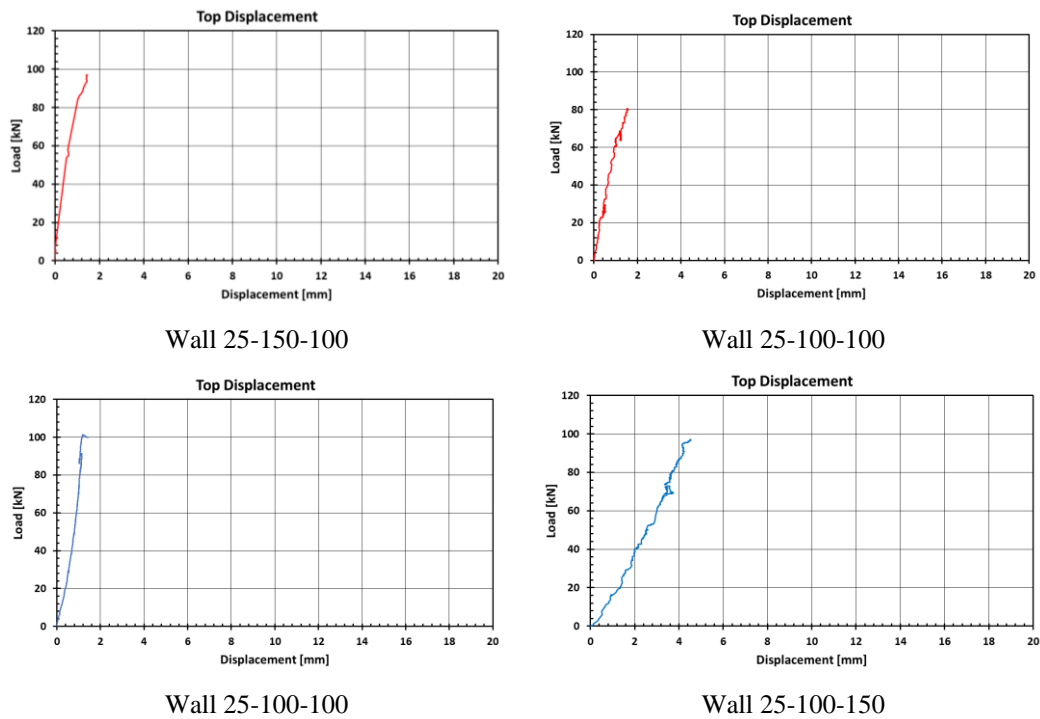 Top Displacement
120
100
80
60
40
20
0
Load [kN]
0 2 4 6 8 10 12 14 16 18 20
Displacement [mm]
Wall 25-150-100
Top Displacement
120
100
80
60
40
20
0
Load [kN]
0 2 4 6 8 10 12 14 16 18 20
Displacement [mm]
Wall 25-100-100
Top Displacement
120
100
80
60
40
20
0
Load [kN]
0 2 4 6 8 10 12 14 16 18 20
Displacement [mm]
Wall 25-100-100
Top Displacement
120
100
80
60
40
20
0
Load [kN]
0 2 4 6 8 10 12 14 16 18 20
Displacement [mm]
Wall 25-100-150